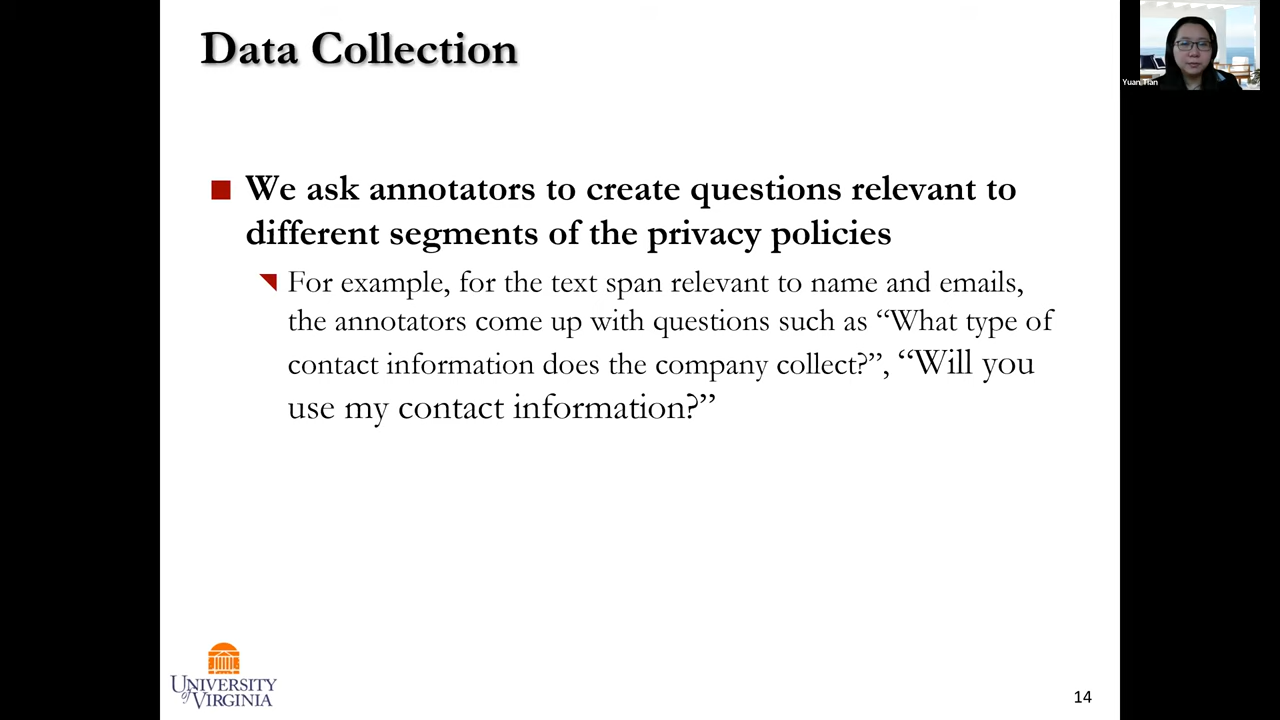 Data Collection
We ask annotators to create questions relevant to
different segments of the privacy policies
For example, for the text span relevant to name and emails,
the annotators come up with questions such as “What type of
contact information does the company collect?”, “Will you
use my contact information?”
UNIVERSITY
of VIRGINIA
14
Yuan Tian